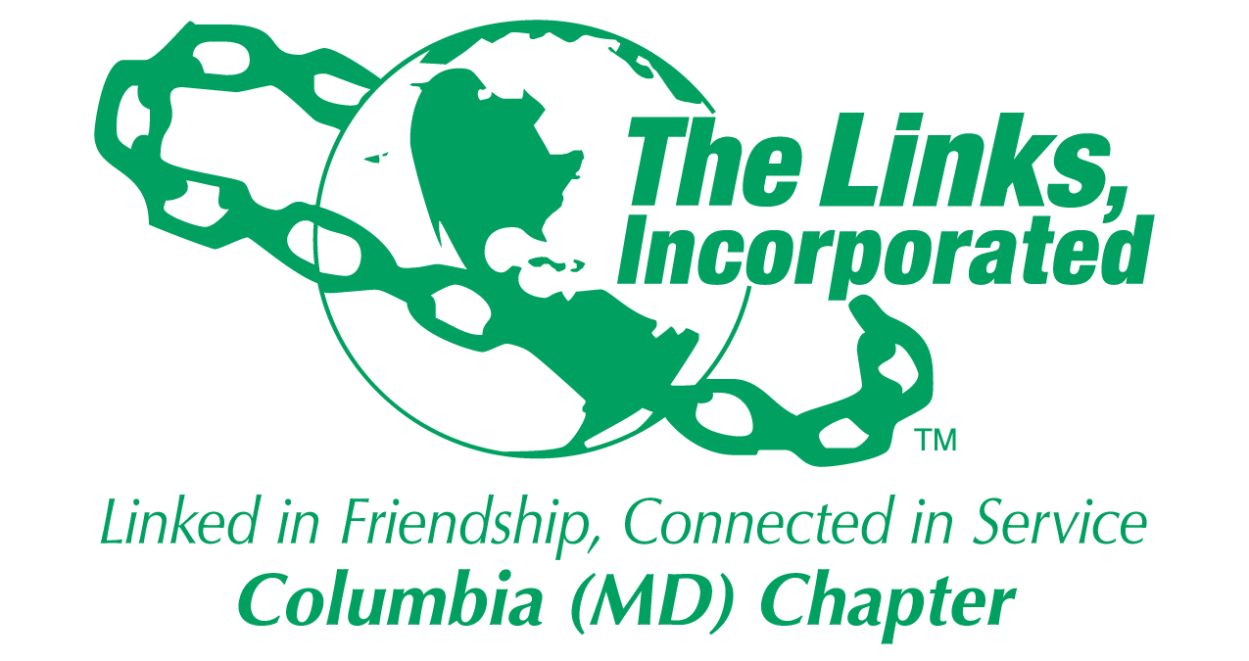 The Links,
Incorporated
TM
Linked in Friendship, Connected in Service
Columbia (MD) Chapter